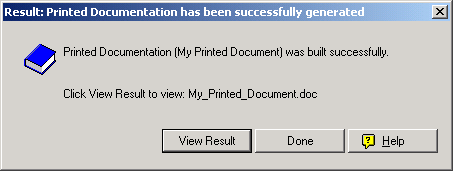 Result: Printed Documentation has been successfully generated
Printed Documentation (My Printed Document) was built successfully.
Click View Result to view: My_Printed_Document.doc
View Result
Done
Help